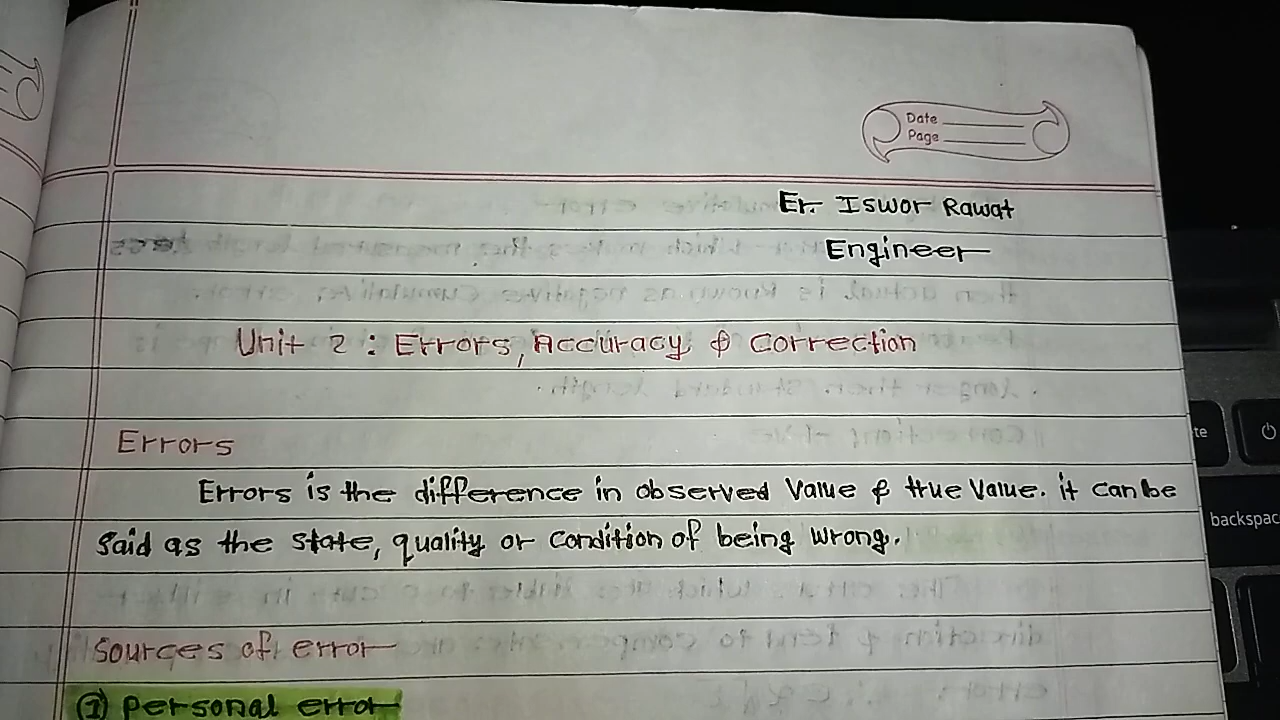 Date
Page
Er. Iswor Rawat
Engineer
Unit 2 : Errors, Accuracy & Correction
Errors
Errors is the difference in observed value & true value. it can be
said as the state, quality or condition of being wrong.
Sources of error
① personal error
te
backspac